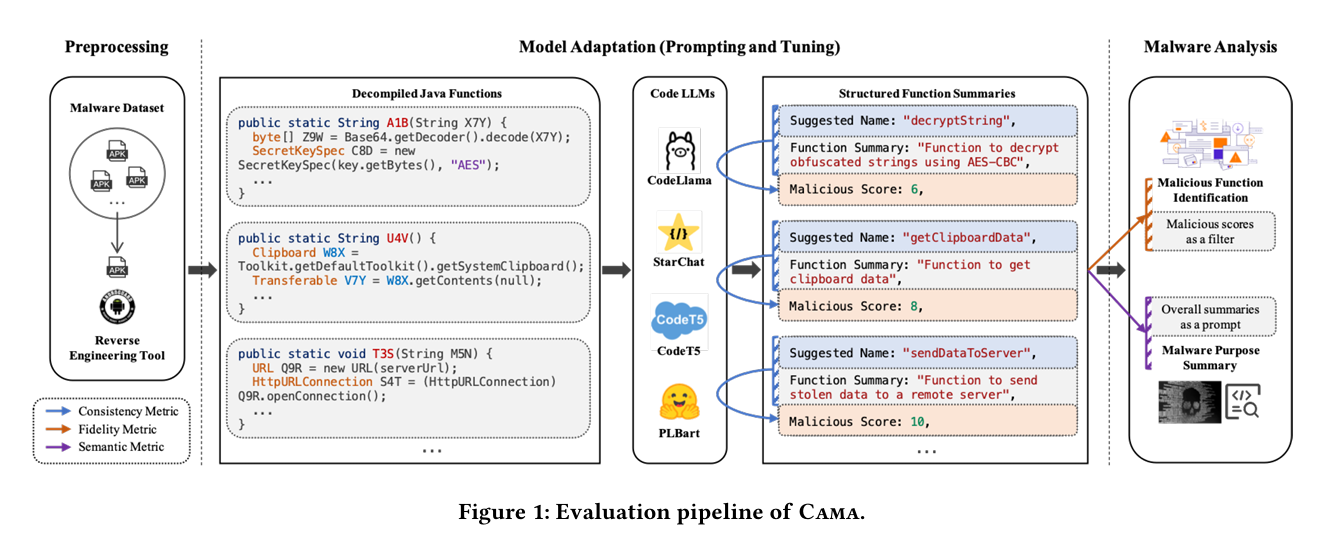 Preprocessing
Malware Dataset
APK
APK
APK
...
APK
ANDROGUARD
Reverse
Engineering Tool
Consistency Metric
Fidelity Metric
Semantic Metric
Model Adaptation (Prompting and Tuning)
Decompiled Java Functions
public static String A1B(String X7Y) {
byte[] Z9W = Base64.getDecoder().decode(X7Y);
SecretKeySpec C8D = new
SecretKeySpec(key.getBytes(), "AES");
...
}
public static String U4V() {
Clipboard W8X =
Toolkit.getDefaultToolkit().getSystemClipboard();
Transferable V7Y = W8X.getContents(null);
...
}
public static void T3S(String M5N) {
URL Q9R = new URL(serverUrl);
HttpURLConnection S4T = (HttpURLConnection)
Q9R.openConnection();
...
}
...
Code LLMs
CodeLlama
{/}
StarChat
CodeT5
CodeT5
PLBart
Structured Function Summaries
Suggested Name: "decryptString",
Function Summary: "Function to decrypt
obfuscated strings using AES-CBC",
Malicious Score: 6,
Suggested Name: "getClipboardData",
Function Summary: "Function to get
clipboard data",
Malicious Score: 8,
Suggested Name: "sendDataToServer",
Function Summary: "Function to send
stolen data to a remote server",
Malicious Score: 10,
...
Malware Analysis
Malicious Function
Identification
Malicious scores
as a filter
Overall summaries
as a prompt
Malware Purpose
Summary
</>
Figure 1: Evaluation pipeline of CAMA.